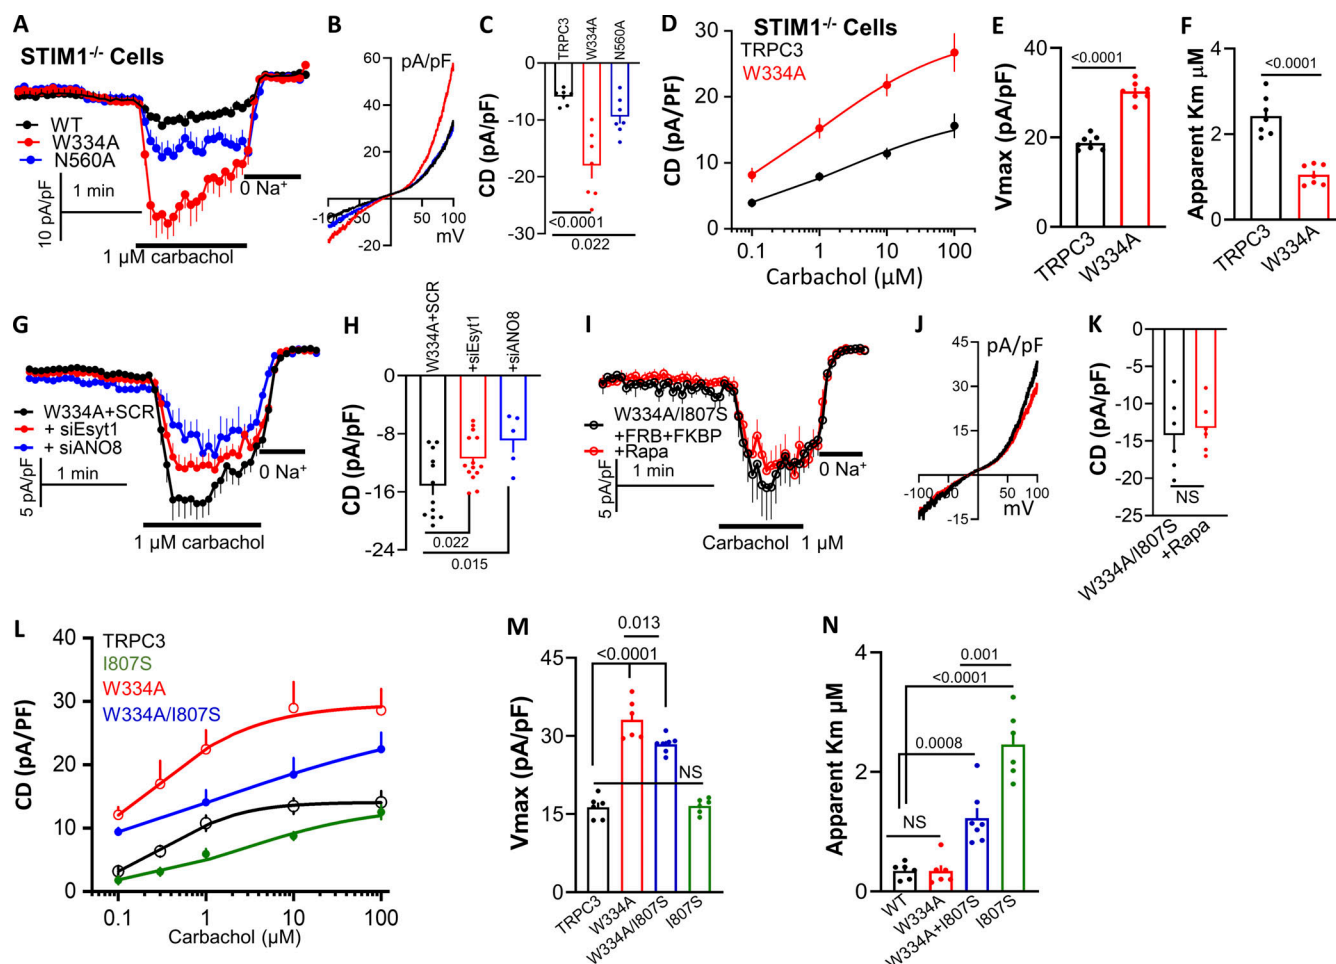 A
STIM1-/- Cells
WT
W334A
N560A
1 min
10 pA/pF
0 Na+
1 µM carbachol
B
pA/pF
60
40
20
-100
-50
50
100
mV
-20
C
TRPC3
W334A
N560A
CD (pA/pF)
0
-10
-20
-30
<0.0001
0.022
D
STIM1-/- Cells
TRPC3
W334A
CD (pA/PF)
30
20
10
0
0.1
1
10
100
Carbachol (µM)
E
<0.0001
Vmax (pA/pF)
40
20
0
TRPC3
W334A
F
<0.0001
Apparent Km µM
4
2
0
TRPC3
W334A
G
W334A+SCR
+ siEsyt1
+ siANO8
1 min
5 pA/pF
0 Na+
1 µM carbachol
H
W334A+SCR
+siEsyt1
+siANO8
CD (pA/pF)
0
-8
-16
-24
0.022
0.015
I
W334A/I807S
+FRB+FKBP
+Rapa
1 min
5 pA/pF
0 Na+
Carbachol
1 µM
J
pA/pF
45
30
15
-100
-50
50
100
mV
-15
K
CD (pA/pF)
0
-5
-10
-15
-20
-25
NS
W334A/I807S
+Rapa
L
TRPC3
I807S
W334A
W334A/I807S
CD (pA/PF)
40
30
20
10
0
0.1
1
10
100
Carbachol (µM)
M
0.013
<0.0001
NS
Vmax (pA/pF)
45
30
15
0
TRPC3
W334A
W334A/I807S
I807S
N
0.001
<0.0001
0.0008
NS
Apparent Km µM
4
2
0
WT
W334A
W334A+I807S
I807S